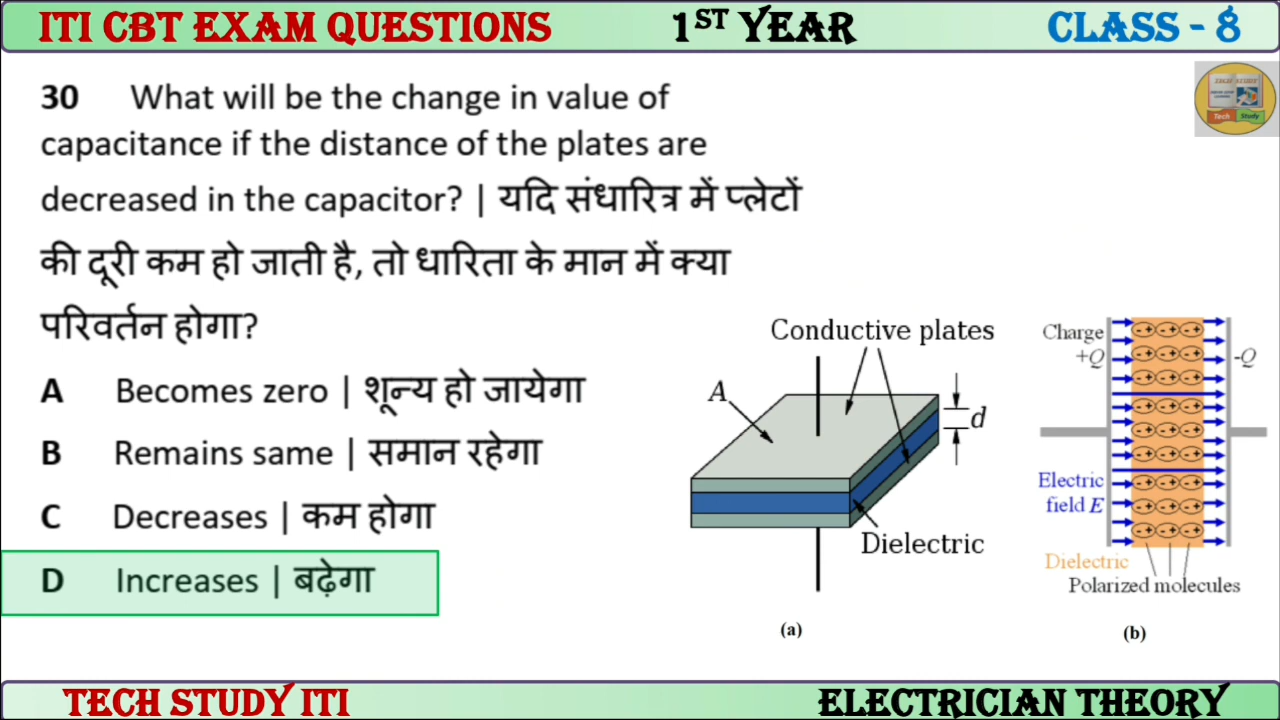 ITI CBT EXAM QUESTIONS 1ST YEAR CLASS - 8
TECH STUDY
Tech Study
30 What will be the change in value of
capacitance if the distance of the plates are
decreased in the capacitor? | यदि संधारित्र में प्लेटों
की दूरी कम हो जाती है, तो धारिता के मान में क्या
परिवर्तन होगा?
A Becomes zero | शून्य हो जायेगा
B Remains same | समान रहेगा
C Decreases | कम होगा
D Increases | बढ़ेगा
Conductive plates
A
d
Dielectric
(a)
Charge
+Q
-Q
Electric
field E
Dielectric
Polarized molecules
(b)
TECH STUDY ITI ELECTRICIAN THEORY